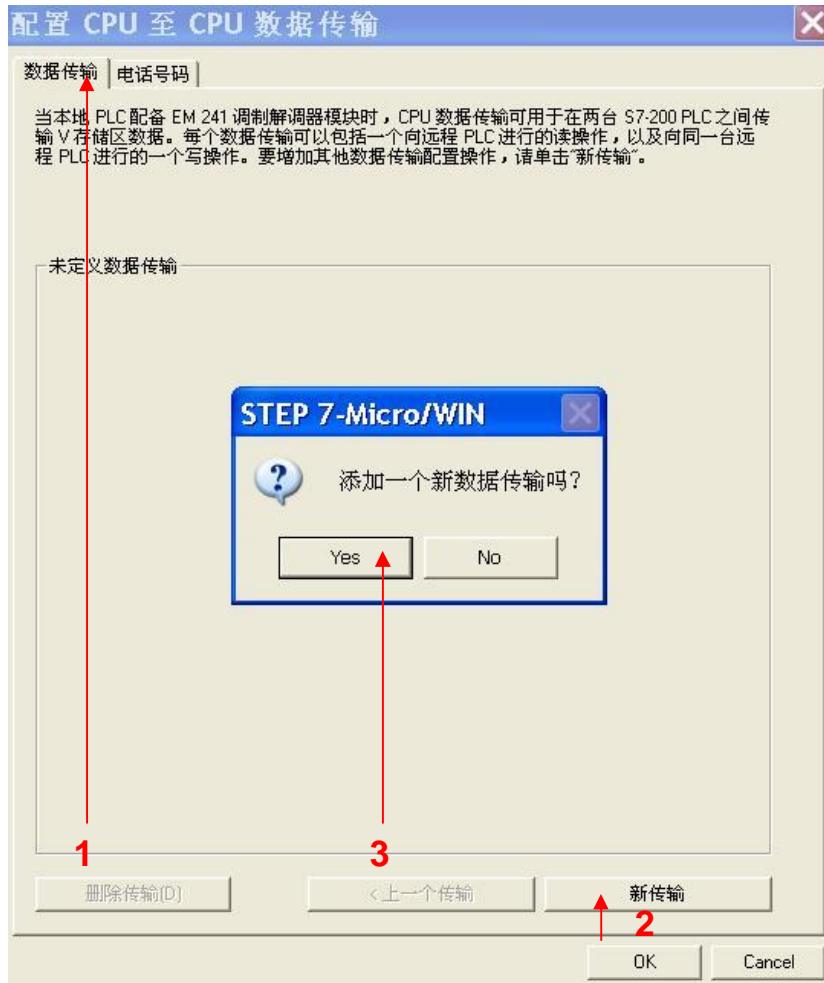 配置 CPU 至 CPU 数据传输
数据传输
电话号码
当本地 PLC 配备 EM 241 调制解调器模块时，CPU 数据传输可用于在两台 S7-200 PLC 之间传
输 V 存储区数据。每个数据传输可以包括一个向远程 PLC 进行的读操作，以及向同一台远
程 PLC 进行的一个写操作。要增加其他数据传输配置操作，请单击"新传输"。
未定义数据传输
STEP 7-Micro/WIN
添加一个新数据传输吗?
Yes
No
1
3
删除传输(D)
<上一个传输
新传输
2
OK
Cancel